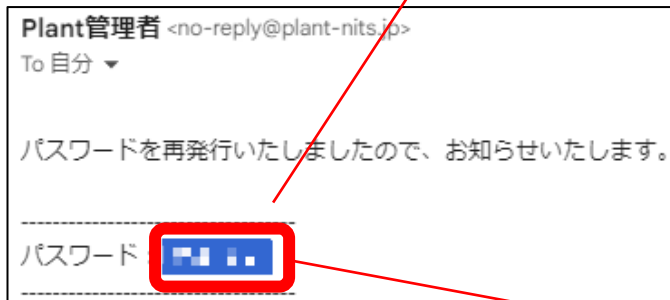 Plant管理者 <no-reply@plant-nits.jp>
To 自分 ▼
パスワードを再発行いたしましたので、お知らせいたします。
--------------------------------
パスワード：
--------------------------------